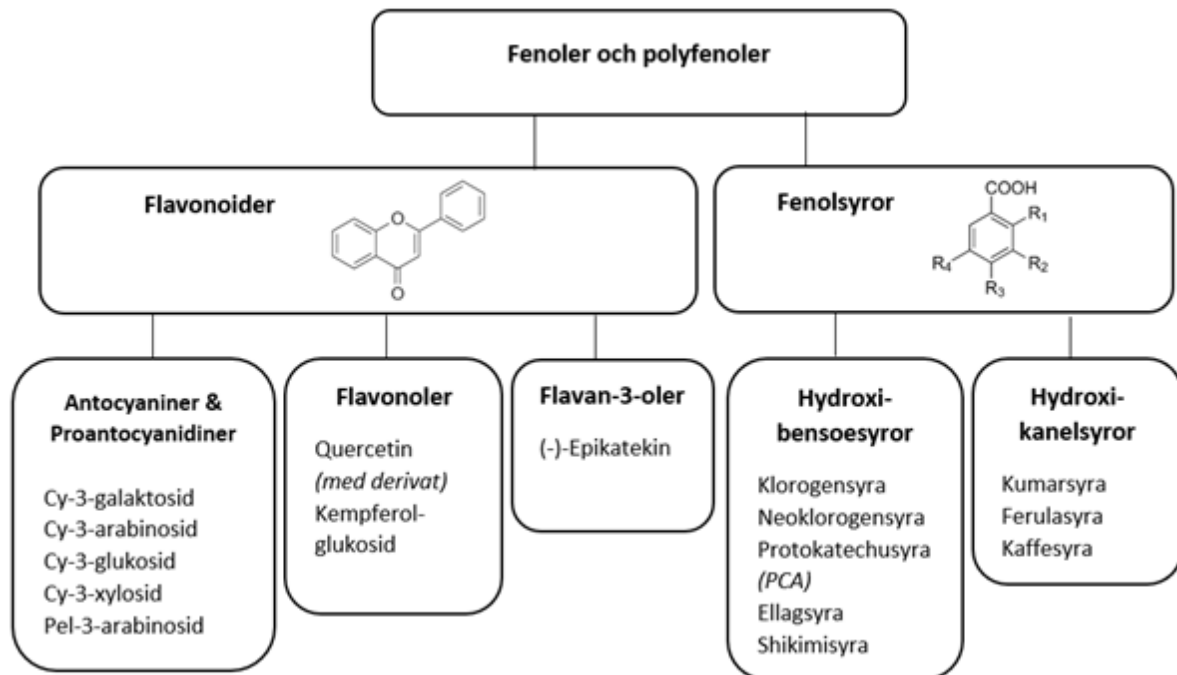 Fenoler och polyfenoler
Flavonoider
O
O
Fenolsyror
COOH
R1
R2
R3
R4
Antocyaniner &
Proantocyanidiner
Cy-3-galaktosid
Cy-3-arabinosid
Cy-3-glukosid
Cy-3-xylosid
Pel-3-arabinosid
Flavonoler
Quercetin
(med derivat)
Kempferol-
glukosid
Flavan-3-oler
(-)-Epikatekin
Hydroxi-
bensoesyror
Klorogensyra
Neoklorogensyra
Protokatechusyra
(PCA)
Ellagsyra
Shikimisyra
Hydroxi-
kanelsyror
Kumarsyra
Ferulasyra
Kaffesyra